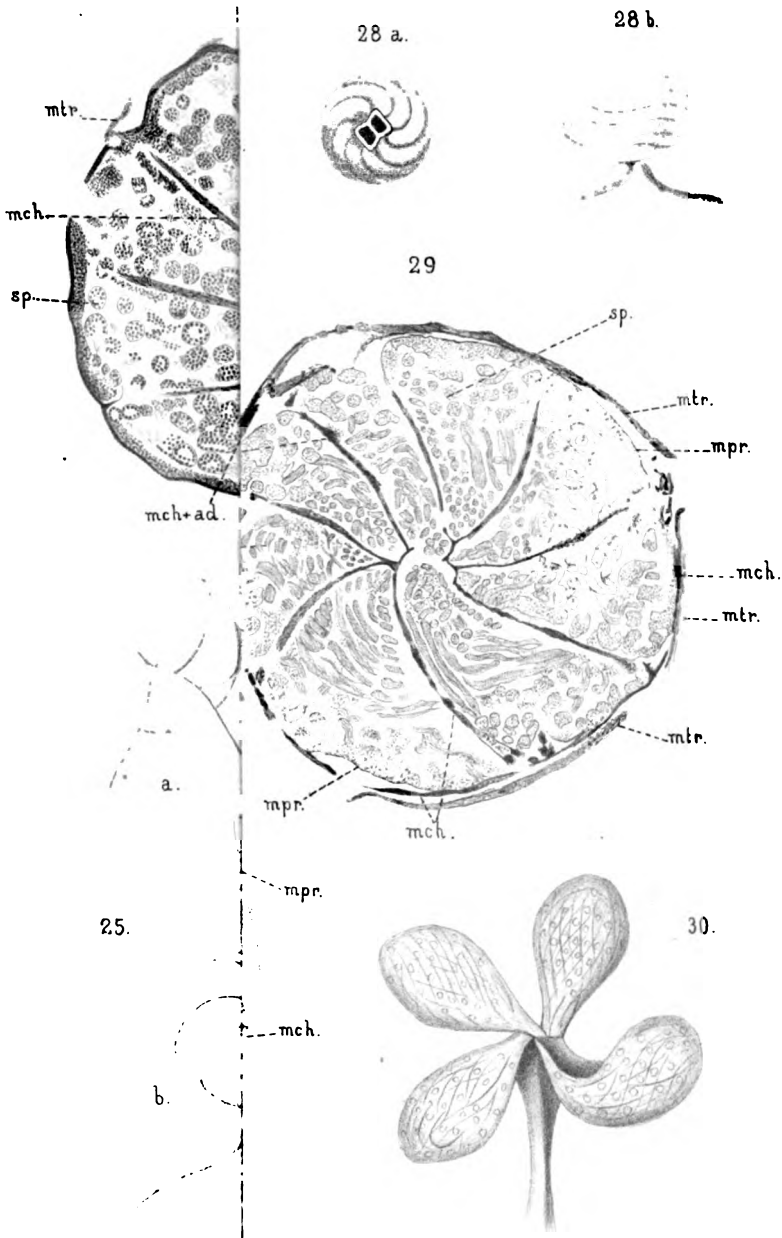 28 a.
28 b.
mtr.
mch.
29
sp.
sp.
mtr.
mpr.
mch+ad.
mch.
mtr.
mtr.
a.
mpr.
mch.
mpr.
25.
30.
mch.
b.